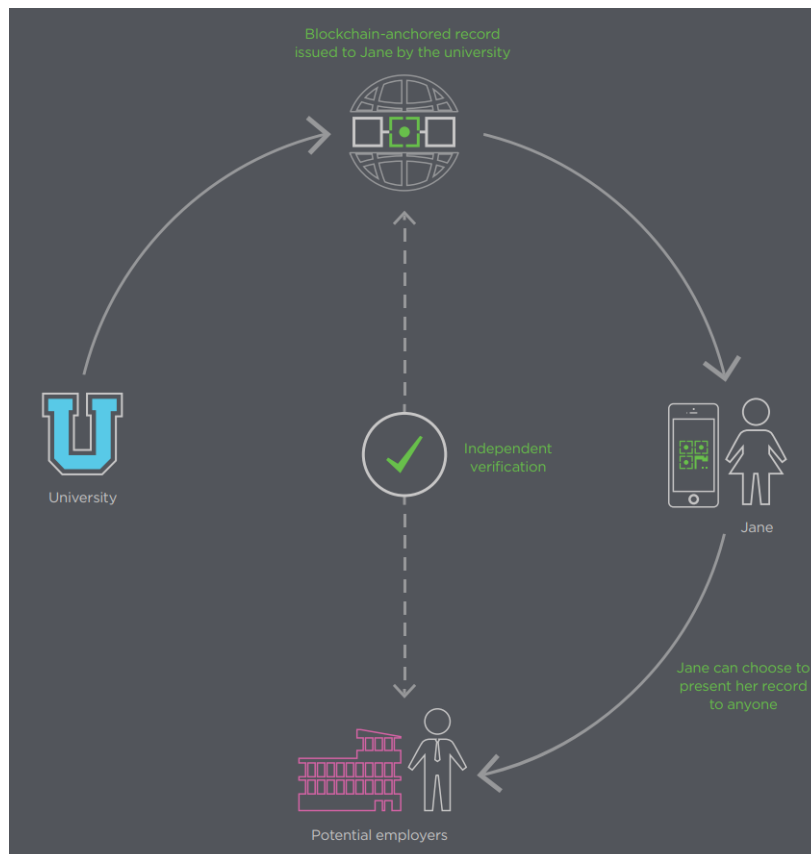 Blockchain-anchored record
issued to Jane by the university
U
University
Independent
verification
Jane
Jane can choose to
present her record
to anyone
Potential employers